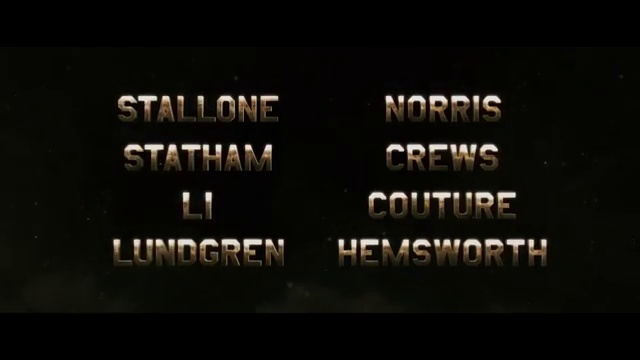 STALLONE
STATHAM
LI
LUNDGREN
NORRIS
CREWS
COUTURE
HEMSWORTH